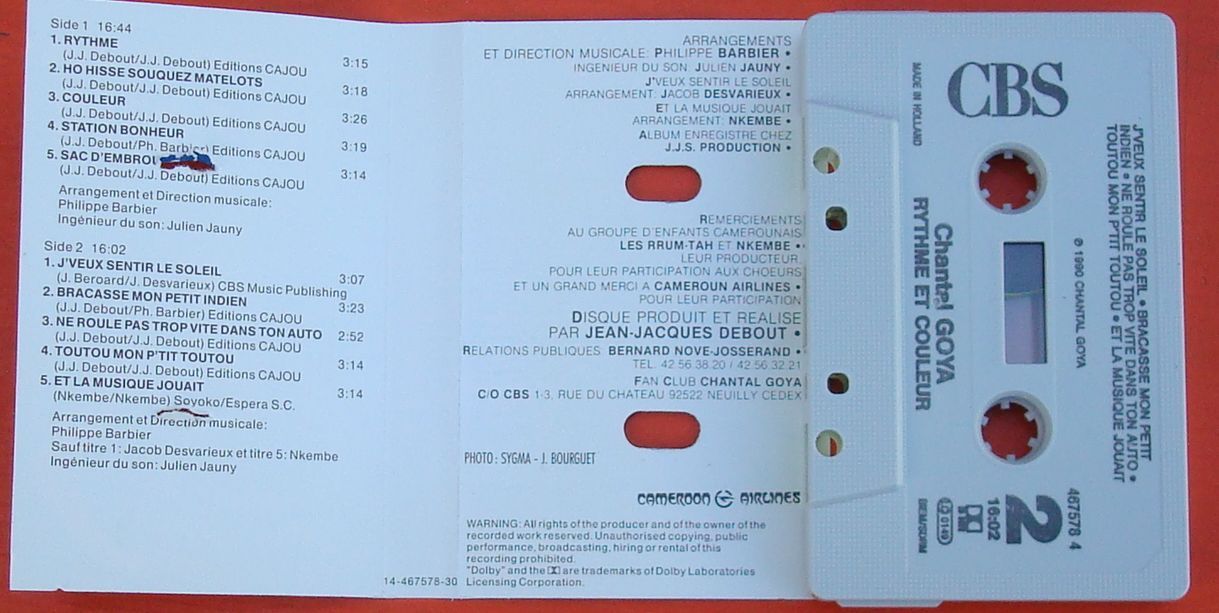 Side 1 16:44
1. RYTHME
(J.J. Debout/J.J. Debout) Editions CAJOU 3:15
2. HO HISSE SOUQUEZ MATELOTS
(J.J. Debout/J.J. Debout) Editions CAJOU 3:18
3. COULEUR
(J.J. Debout/J.J. Debout) Editions CAJOU 3:26
4. STATION BONHEUR
(J.J. Debout/Ph. Barbier) Editions CAJOU 3:19
5. SAC D'EMBROU
(J.J. Debout/J.J. Debout) Editions CAJOU 3:14
Arrangement et Direction musicale:
Philippe Barbier
Ingénieur du son: Julien Jauny
Side 2 16:02
1. J'VEUX SENTIR LE SOLEIL
(J. Beroard/J. Desvarieux) CBS Music Publishing 3:07
2. BRACASSE MON PETIT INDIEN
(J.J. Debout/Ph. Barbier) Editions CAJOU 3:23
3. NE ROULE PAS TROP VITE DANS TON AUTO 2:52
(J.J. Debout/J.J. Debout) Editions CAJOU
4. TOUTOU MON P'TIT TOUTOU
(J.J. Debout/J.J. Debout) Editions CAJOU 3:14
5. ET LA MUSIQUE JOUAIT
(Nkembe/Nkembe) Soyoko/Espera S.C. 3:14
Arrangement et Direction musicale:
Philippe Barbier
Sauf titre 1: Jacob Desvarieux et titre 5: Nkembe
Ingénieur du son: Julien Jauny
14-467578-30
ARRANGEMENTS
ET DIRECTION MUSICALE: PHILIPPE BARBIER •
INGENIEUR DU SON: JULIEN JAUNY •
J'VEUX SENTIR LE SOLEIL
ARRANGEMENT: JACOB DESVARIEUX •
ET LA MUSIQUE JOUAIT
ARRANGEMENT: NKEMBE •
ALBUM ENREGISTRE CHEZ
J.J.S. PRODUCTION •
REMERCIEMENTS
AU GROUPE D'ENFANTS CAMEROUNAIS
LES RRUM-TAH ET NKEMBE •
LEUR PRODUCTEUR,
POUR LEUR PARTICIPATION AUX CHOEURS
ET UN GRAND MERCI A CAMEROUN AIRLINES •
POUR LEUR PARTICIPATION
DISQUE PRODUIT ET REALISE
PAR JEAN-JACQUES DEBOUT •
RELATIONS PUBLIQUES BERNARD NOVE-JOSSERAND •
TEL. 42 56.38.20 / 42 56 32.21
FAN CLUB CHANTAL GOYA
C/O CBS 1-3, RUE DU CHATEAU 92522 NEUILLY CEDEX
PHOTO : SYGMA - J. BOURGUET
CAMEROON AIRLINES
WARNING: All rights of the producer and of the owner of the
recorded work reserved. Unauthorised copying, public
performance, broadcasting, hiring or rental of this
recording prohibited.
"Dolby" and the are trademarks of Dolby Laboratories
Licensing Corporation.
CBS
MADE IN HOLLAND
J'VEUX SENTIR LE SOLEIL • BRACASSE MON PETIT
INDIEN • NE ROULE PAS TROP VITE DANS TON AUTO •
TOUTOU MON P'TIT TOUTOU • ET LA MUSIQUE JOUAIT
℗ 1990 CHANTAL GOYA
Chantal GOYA
RYTHME ET COULEUR
467578 4
2
16:02
LC 0149
BIEM/SDRM